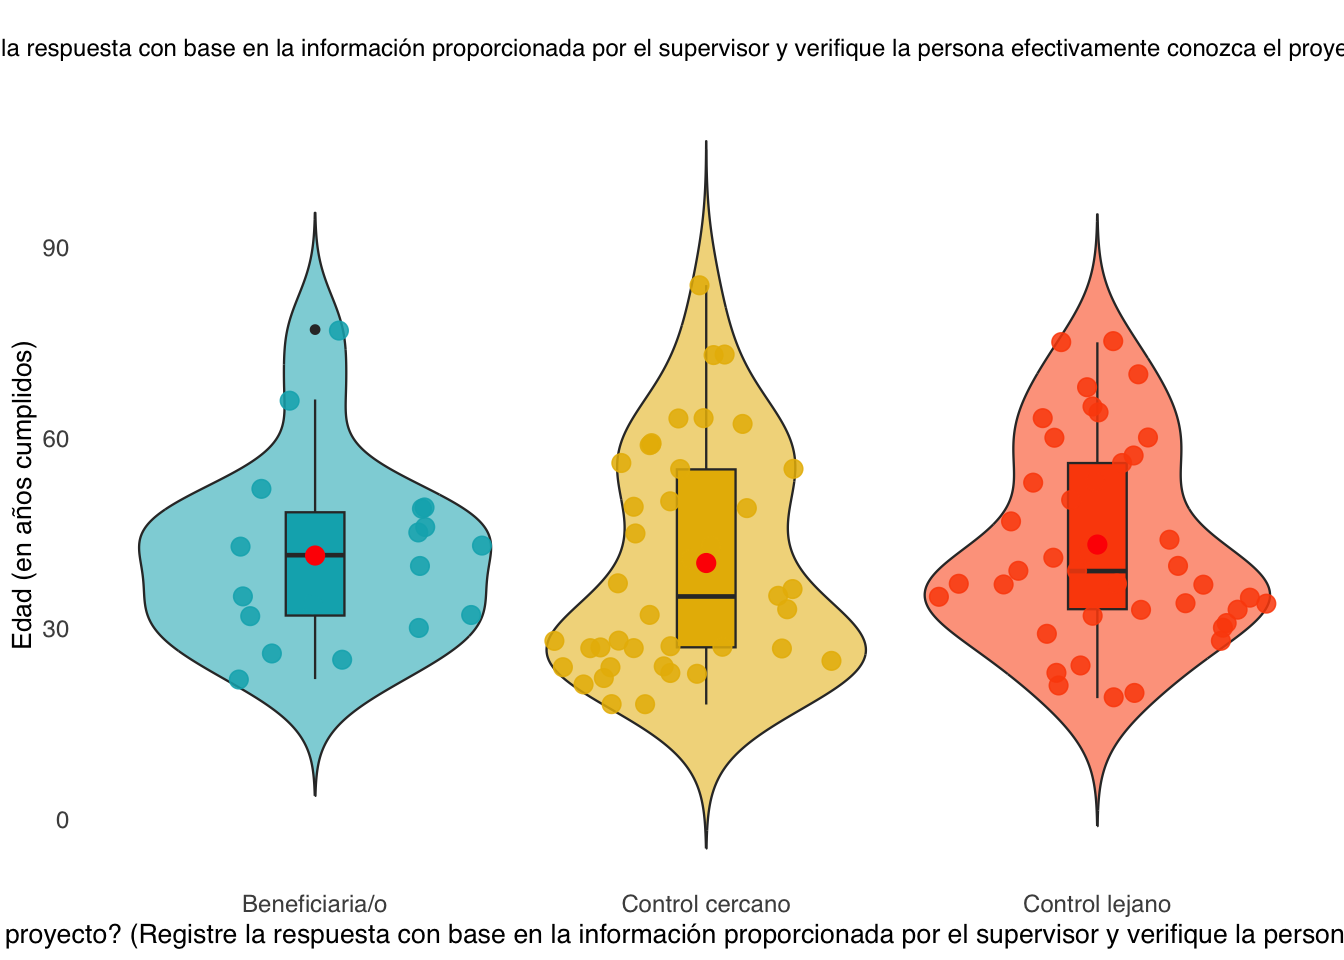 la respuesta con base en la información proporcionada por el supervisor y verifique la persona efectivamente conozca el proye
Edad (en años cumplidos)
90
60
30
0
Beneficiaria/o
Control cercano
Control lejano
proyecto? (Registre la respuesta con base en la información proporcionada por el supervisor y verifique la person